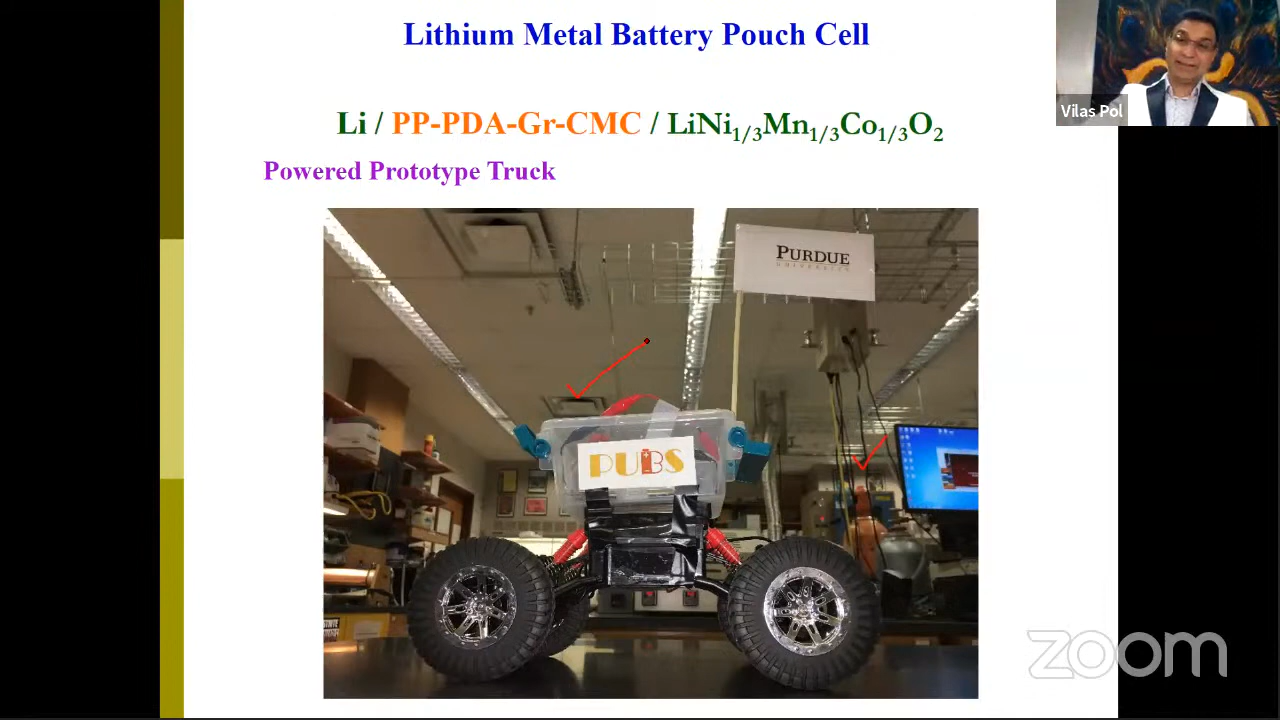 Lithium Metal Battery Pouch Cell
Vilas Pol
Li / PP-PDA-Gr-CMC / LiNi1/3Mn1/3Co1/3O2
Powered Prototype Truck
PURDUE
UNIVERSITY
PUBS
zoom